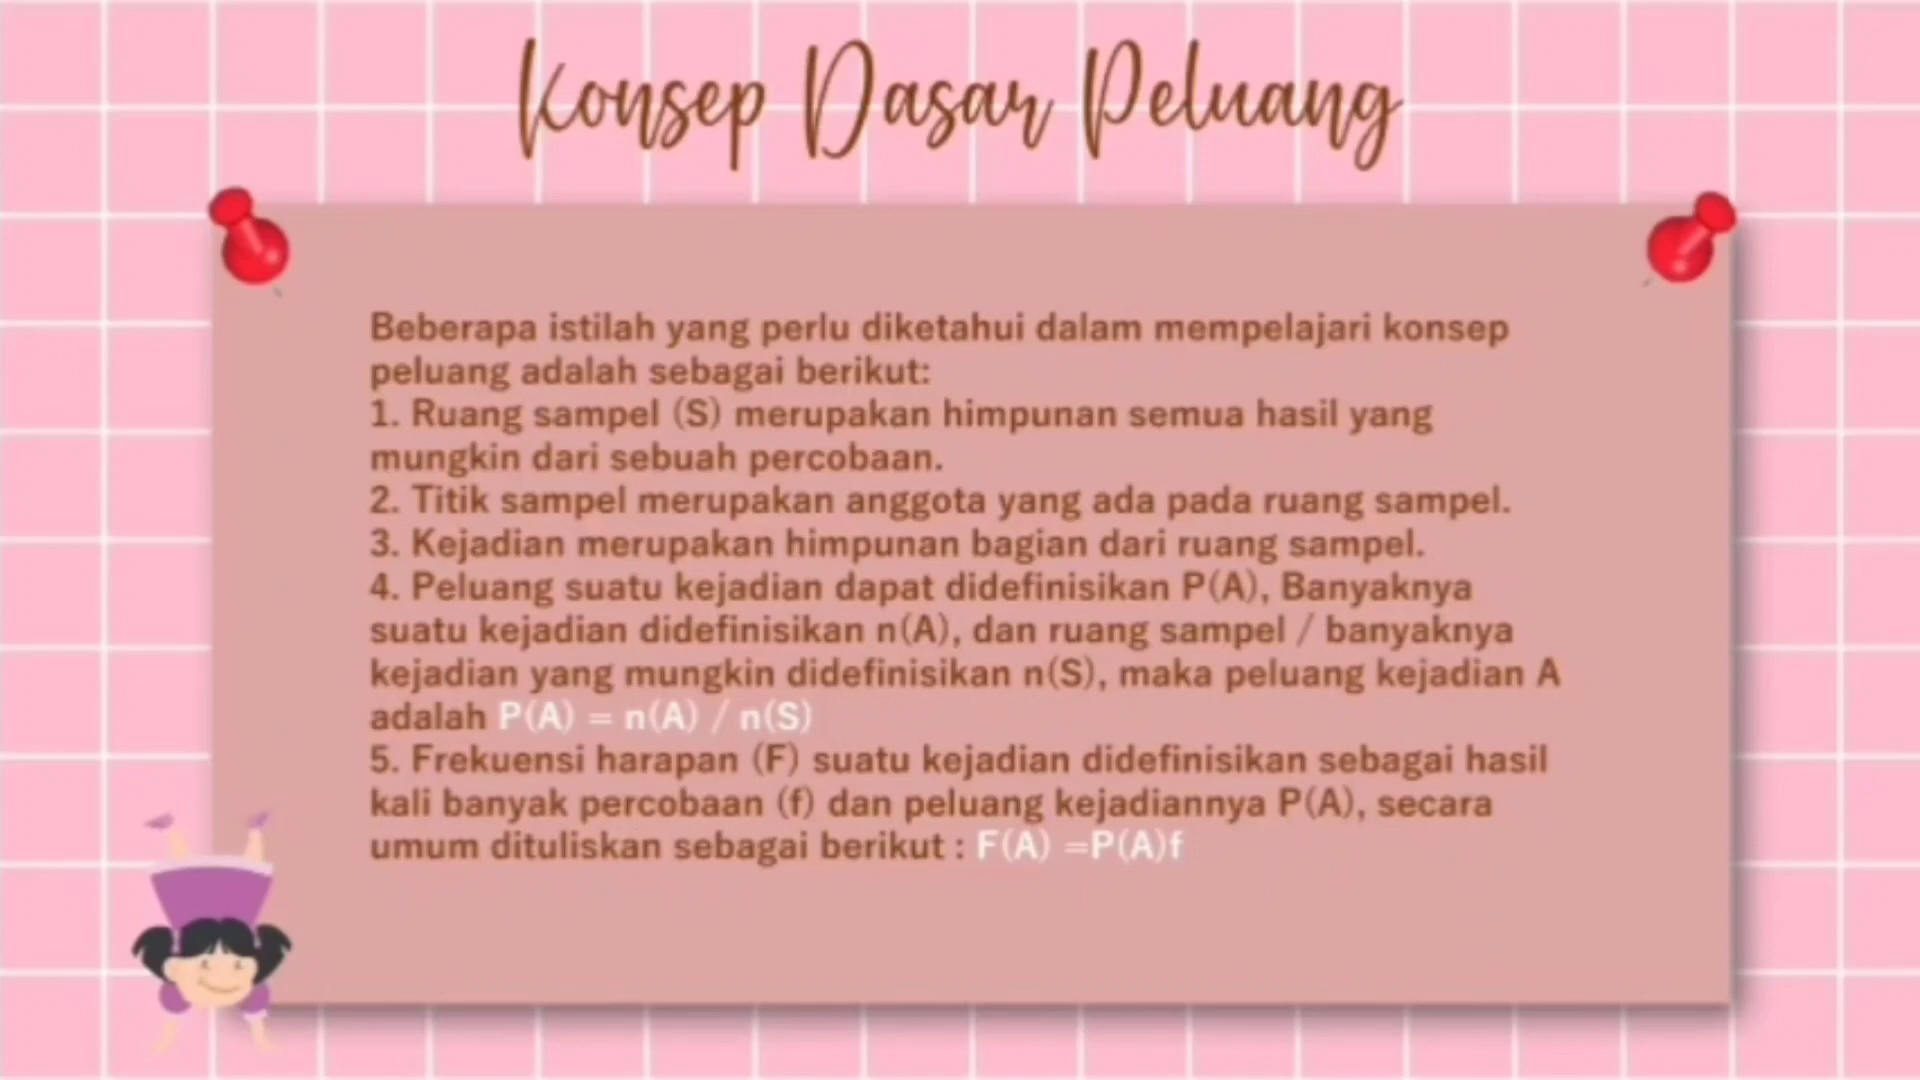 Konsep Dasar Peluang
Beberapa istilah yang perlu diketahui dalam mempelajari konsep
peluang adalah sebagai berikut:
1. Ruang sampel (S) merupakan himpunan semua hasil yang
mungkin dari sebuah percobaan.
2. Titik sampel merupakan anggota yang ada pada ruang sampel.
3. Kejadian merupakan himpunan bagian dari ruang sampel.
4. Peluang suatu kejadian dapat didefinisikan P(A), Banyaknya
suatu kejadian didefinisikan n(A), dan ruang sampel / banyaknya
kejadian yang mungkin didefinisikan n(S), maka peluang kejadian A
adalah P(A) = n(A) / n(S)
5. Frekuensi harapan (F) suatu kejadian didefinisikan sebagai hasil
kali banyak percobaan (f) dan peluang kejadiannya P(A), secara
umum dituliskan sebagai berikut : F(A) =P(A)f